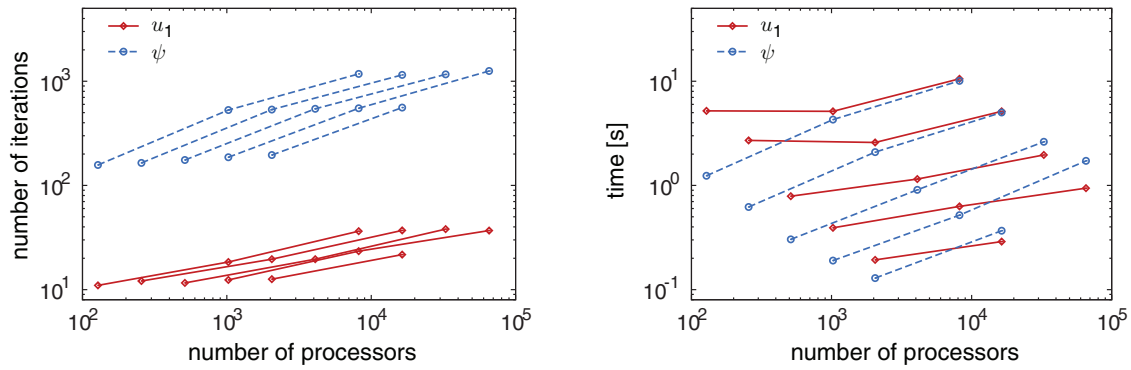 u1
ψ
number of iterations
10^3
10^2
10^1
10^2 10^3 10^4 10^5
number of processors
u1
ψ
time [s]
10^1
10^0
10^-1
10^2 10^3 10^4 10^5
number of processors